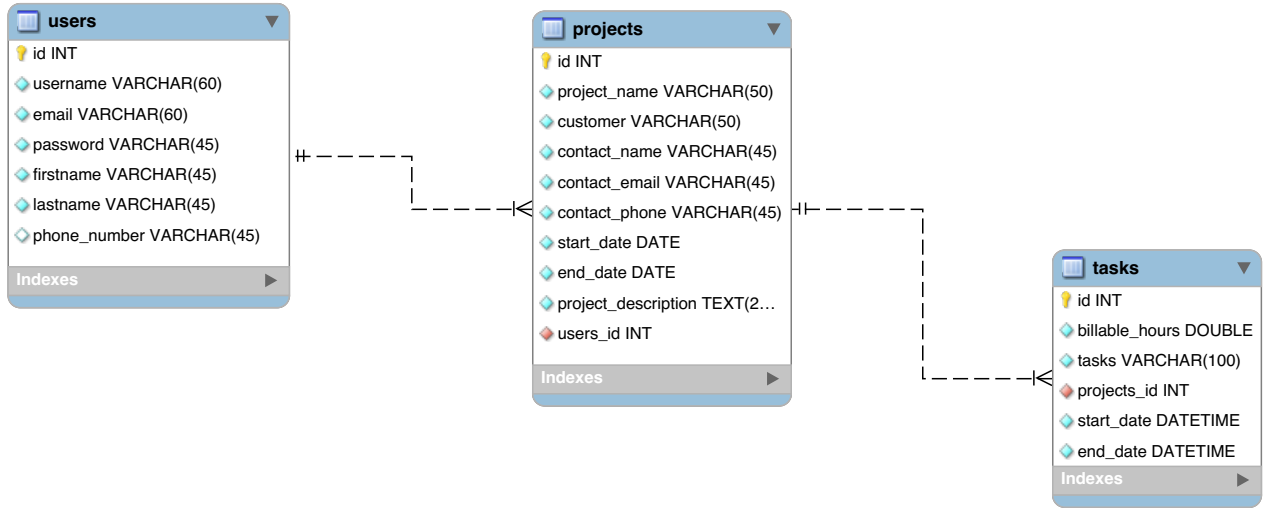 users
id INT
username VARCHAR(60)
email VARCHAR(60)
password VARCHAR(45)
firstname VARCHAR(45)
lastname VARCHAR(45)
phone_number VARCHAR(45)
Indexes
projects
id INT
project_name VARCHAR(50)
customer VARCHAR(50)
contact_name VARCHAR(45)
contact_email VARCHAR(45)
contact_phone VARCHAR(45)
start_date DATE
end_date DATE
project_description TEXT(2...
users_id INT
Indexes
tasks
id INT
billable_hours DOUBLE
tasks VARCHAR(100)
projects_id INT
start_date DATETIME
end_date DATETIME
Indexes